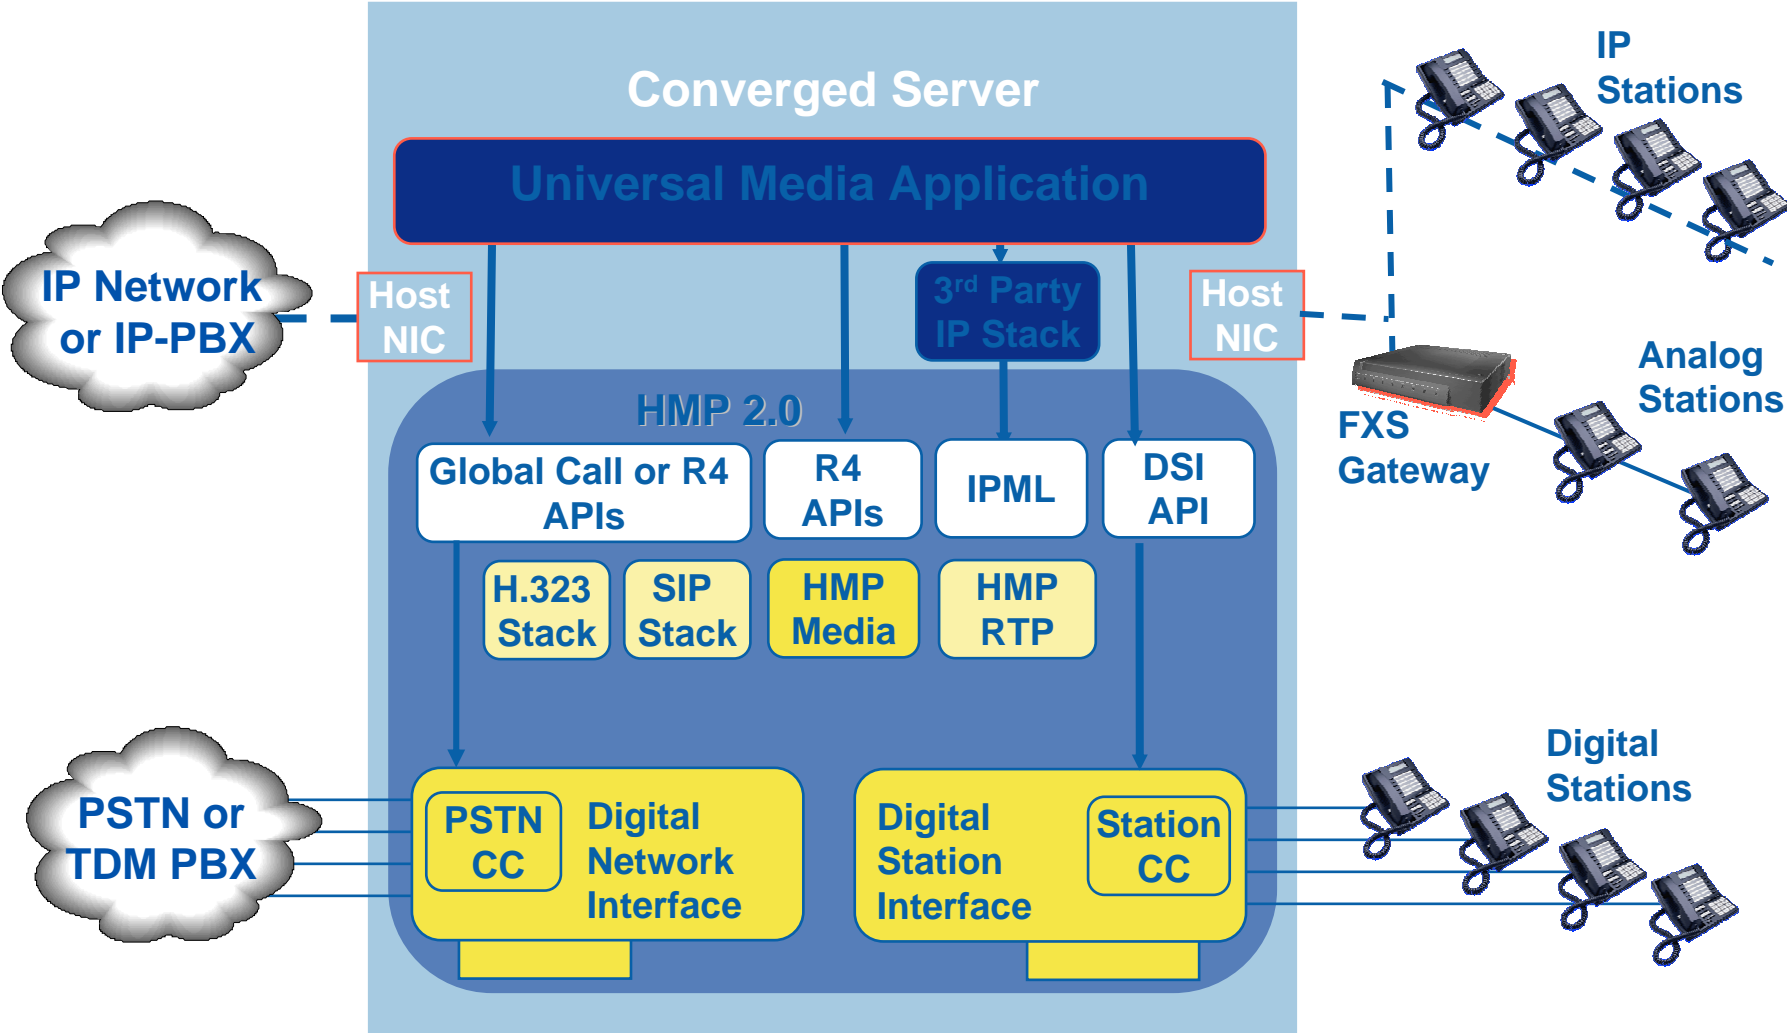 Converged Server
Universal Media Application
IP Network
or IP-PBX
Host
NIC
3rd Party
IP Stack
Host
NIC
IP
Stations
Analog
Stations
FXS
Gateway
HMP 2.0
Global Call or R4
APIs
R4
APIs
IPML
DSI
API
H.323
Stack
SIP
Stack
HMP
Media
HMP
RTP
PSTN or
TDM PBX
PSTN
CC
Digital
Network
Interface
Digital
Station
Interface
Station
CC
Digital
Stations